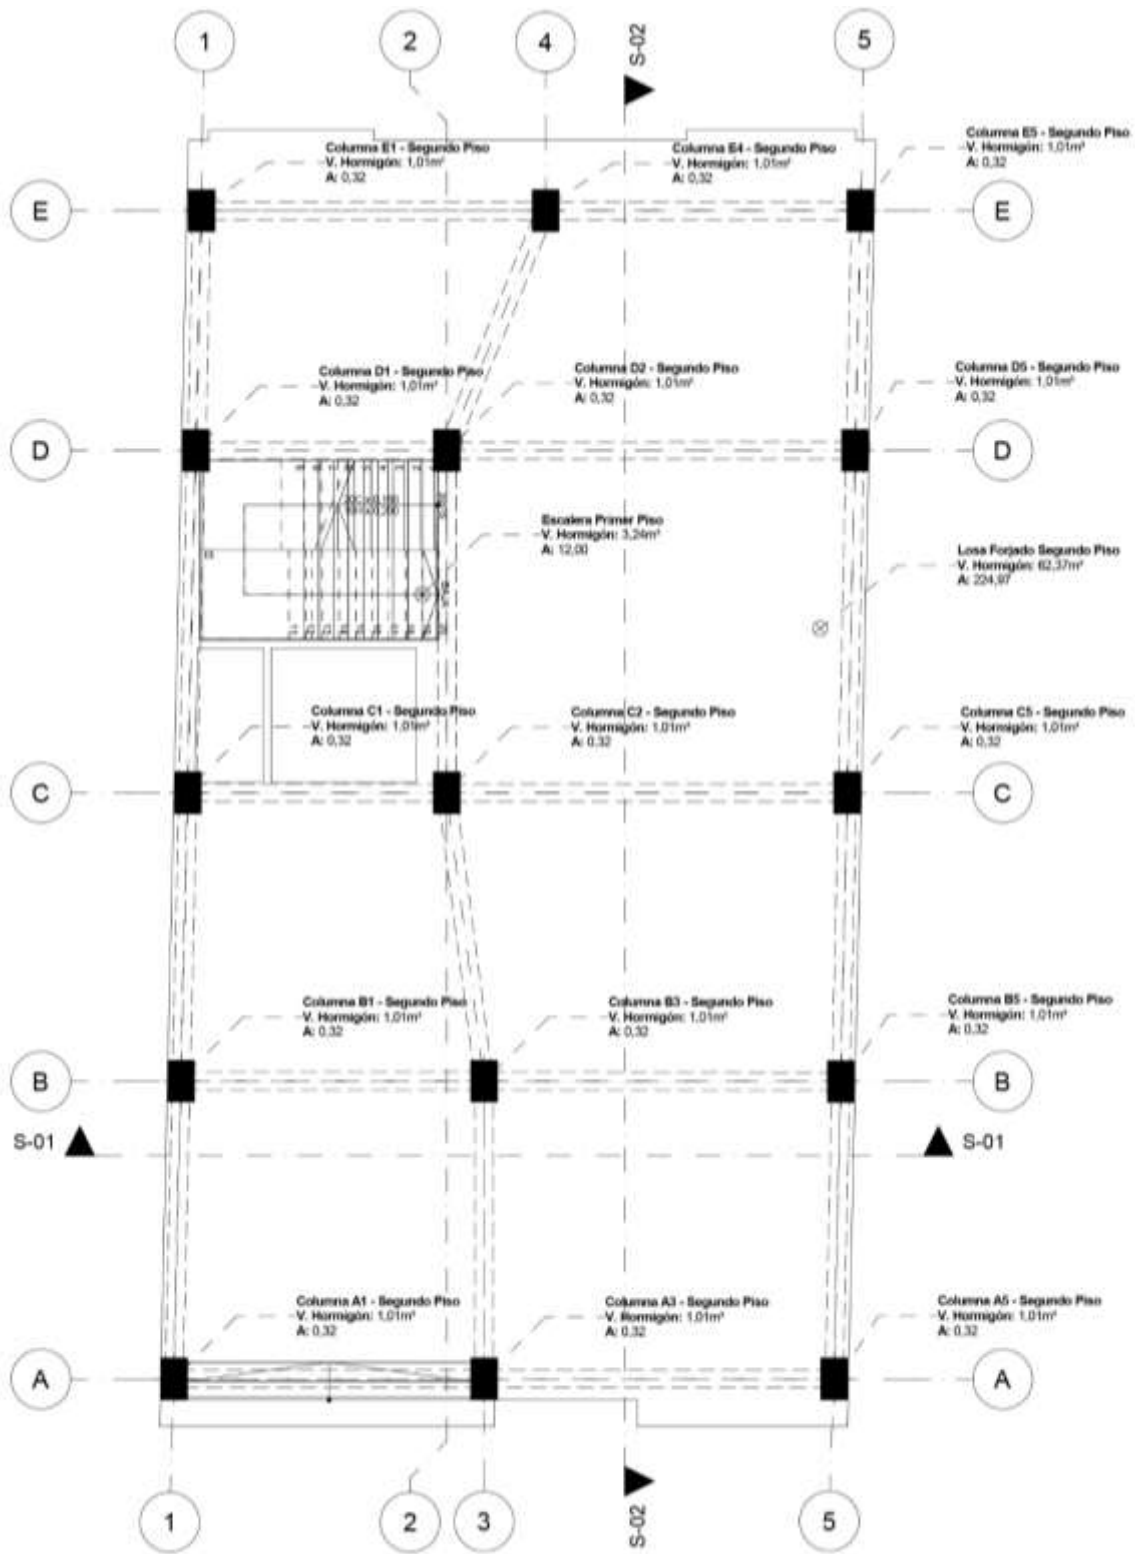 1
2
4
S-02
5
Columna E1 - Segundo Piso
V. Hormigón: 1,01m³
A: 0,32
Columna E4 - Segundo Piso
V. Hormigón: 1,01m³
A: 0,32
Columna E5 - Segundo Piso
V. Hormigón: 1,01m³
A: 0,32
E
E
Columna D1 - Segundo Piso
V. Hormigón: 1,01m³
A: 0,32
Columna D2 - Segundo Piso
V. Hormigón: 1,01m³
A: 0,32
Columna D5 - Segundo Piso
V. Hormigón: 1,01m³
A: 0,32
D
D
Escalera Primer Piso
V. Hormigón: 3,24m³
A: 12,00
Losa Forjado Segundo Piso
V. Hormigón: 62,37m³
A: 224,97
Columna C1 - Segundo Piso
V. Hormigón: 1,01m³
A: 0,32
Columna C2 - Segundo Piso
V. Hormigón: 1,01m³
A: 0,32
Columna C5 - Segundo Piso
V. Hormigón: 1,01m³
A: 0,32
C
C
Columna B1 - Segundo Piso
V. Hormigón: 1,01m³
A: 0,32
Columna B3 - Segundo Piso
V. Hormigón: 1,01m³
A: 0,32
Columna B5 - Segundo Piso
V. Hormigón: 1,01m³
A: 0,32
B
B
S-01
S-01
Columna A1 - Segundo Piso
V. Hormigón: 1,01m³
A: 0,32
Columna A3 - Segundo Piso
V. Hormigón: 1,01m³
A: 0,32
Columna A5 - Segundo Piso
V. Hormigón: 1,01m³
A: 0,32
A
A
1
2
3
S-02
5